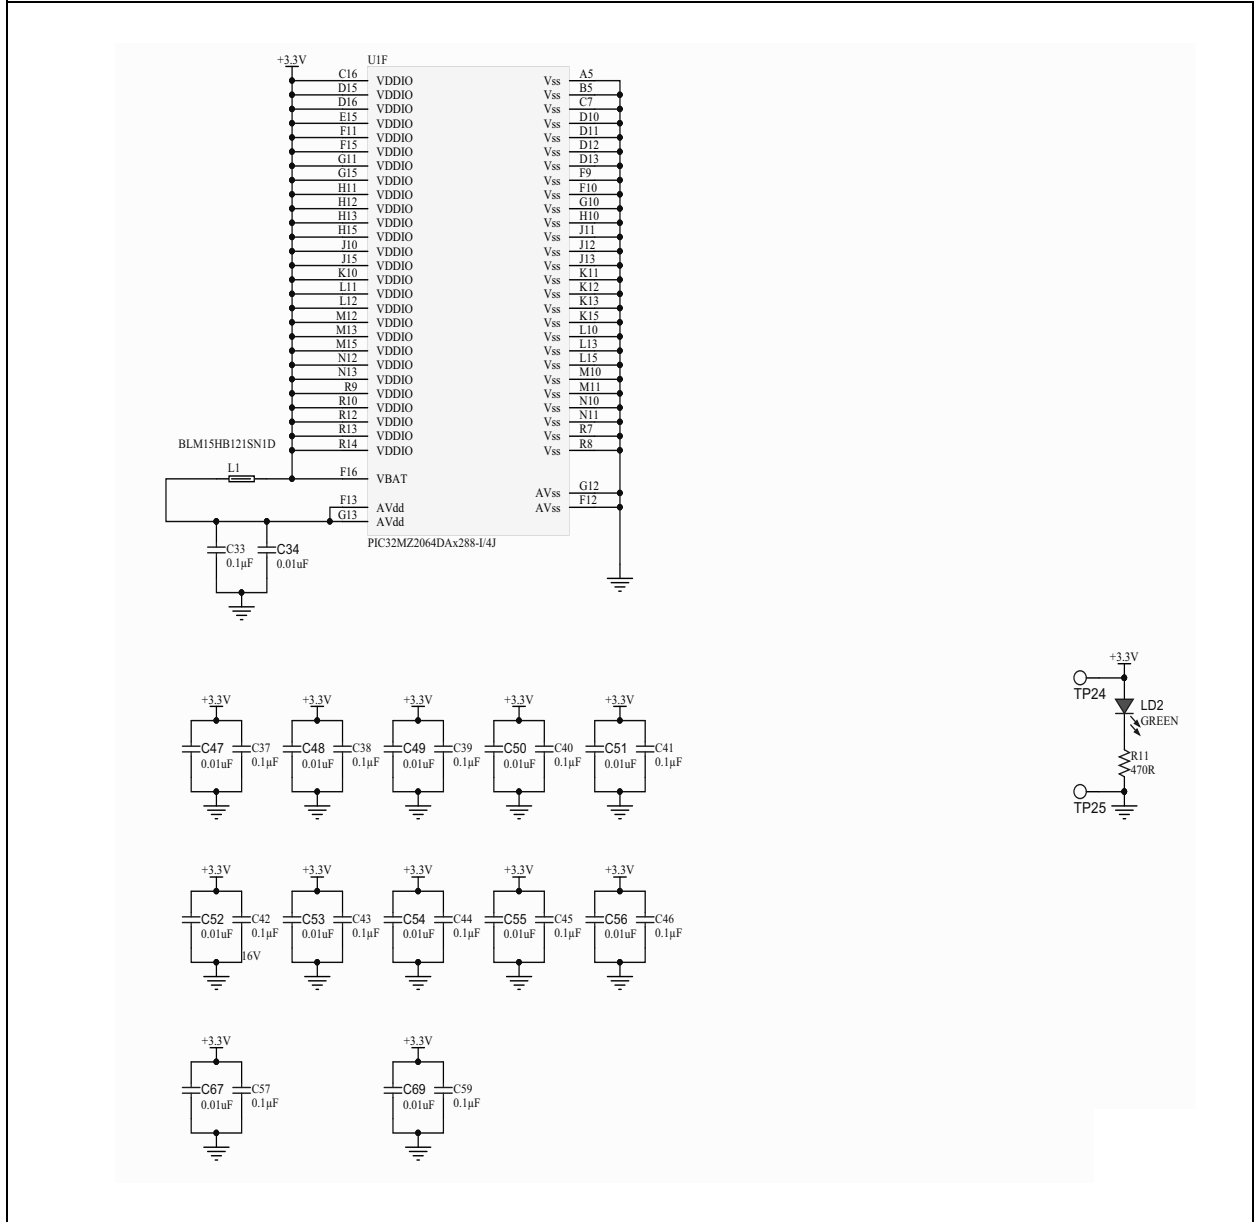 +3.3V
U1F
C16 VDDIO Vss A5
D15 VDDIO Vss B5
D16 VDDIO Vss C7
E15 VDDIO Vss D10
F11 VDDIO Vss D11
F15 VDDIO Vss D12
G11 VDDIO Vss D13
G15 VDDIO Vss F9
H11 VDDIO Vss F10
H12 VDDIO Vss G10
H13 VDDIO Vss H10
H15 VDDIO Vss J11
J10 VDDIO Vss J12
J15 VDDIO Vss J13
K10 VDDIO Vss K11
L11 VDDIO Vss K12
L12 VDDIO Vss K13
M12 VDDIO Vss K15
M13 VDDIO Vss L10
M15 VDDIO Vss L13
N12 VDDIO Vss L15
N13 VDDIO Vss M10
R9 VDDIO Vss M11
R10 VDDIO Vss N10
R12 VDDIO Vss N11
R13 VDDIO Vss R7
R14 VDDIO Vss R8
BLM15HB121SN1D
L1
F16 VBAT
AVss G12
F13 AVdd AVss F12
G13 AVdd
PIC32MZ2064DAx288-I/4J
C33 C34
0.1µF 0.01uF
+3.3V
TP24
LD2
GREEN
R11
470R
TP25
+3.3V +3.3V +3.3V +3.3V +3.3V
C47 C37 C48 C38 C49 C39 C50 C40 C51 C41
0.01uF 0.1µF 0.01uF 0.1µF 0.01uF 0.1µF 0.01uF 0.1µF 0.01uF 0.1µF
+3.3V +3.3V +3.3V +3.3V +3.3V
C52 C42 C53 C43 C54 C44 C55 C45 C56 C46
0.01uF 0.1µF 0.01uF 0.1µF 0.01uF 0.1µF 0.01uF 0.1µF 0.01uF 0.1µF
16V
+3.3V +3.3V
C67 C57 C69 C59
0.01uF 0.1µF 0.01uF 0.1µF